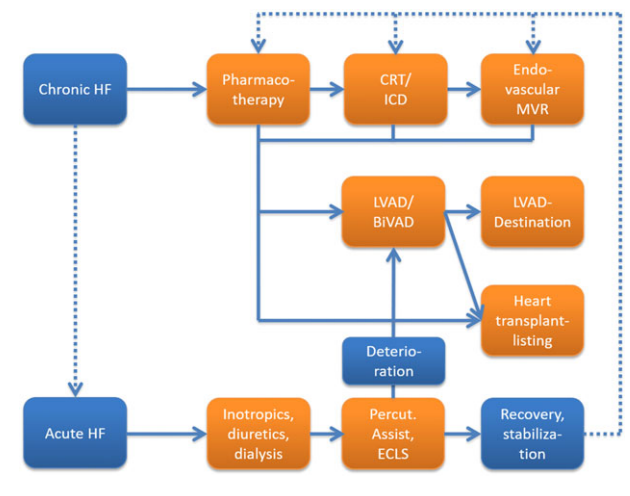 Chronic HF
Pharmaco-
therapy
CRT/
ICD
Endo-
vascular
MVR
LVAD/
BiVAD
LVAD-
Destination
Heart
transplant-
listing
Deterio-
ration
Acute HF
Inotropics,
diuretics,
dialysis
Percut.
Assist,
ECLS
Recovery,
stabiliza-
tion